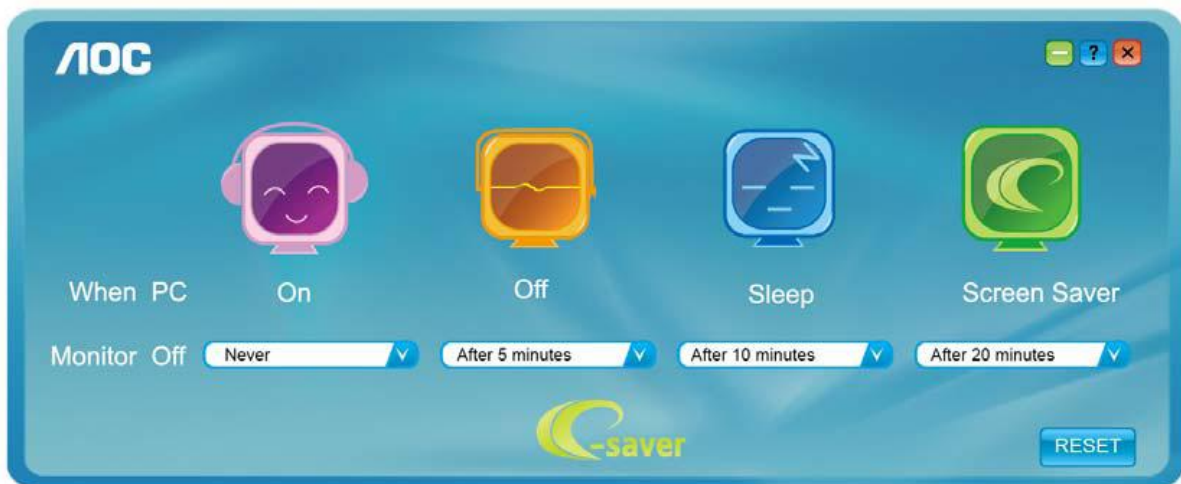 AOC
?
When PC On Off Sleep Screen Saver
Monitor Off Never After 5 minutes After 10 minutes After 20 minutes
e-saver
RESET